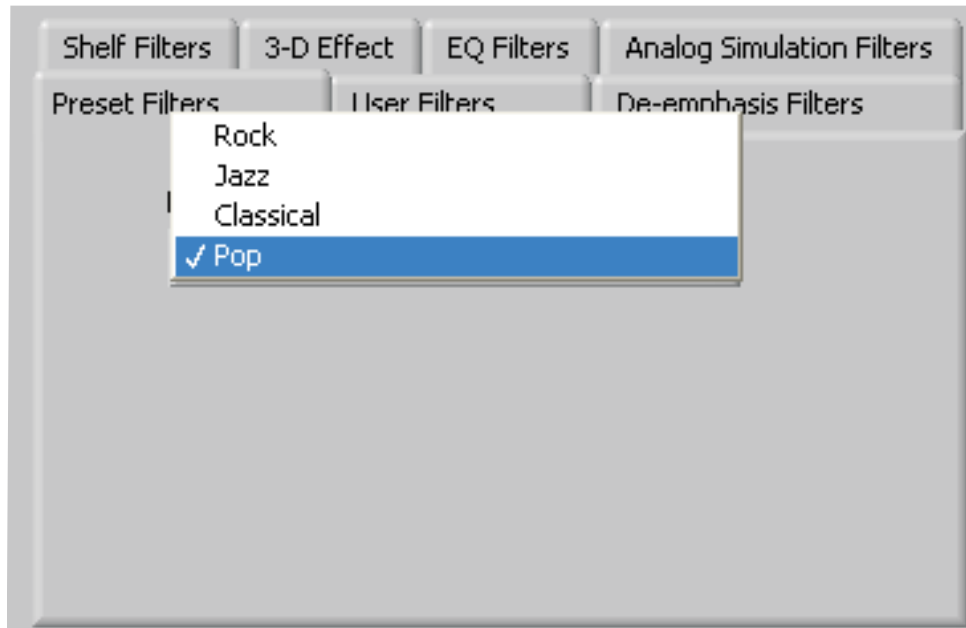 Shelf Filters 3-D Effect EQ Filters Analog Simulation Filters
Preset Filters User Filters De-emphasis Filters
Rock
Jazz
Classical
✓ Pop